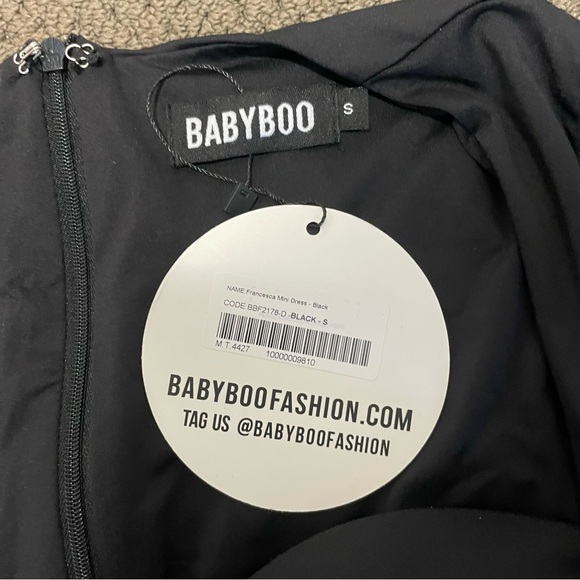 BABYBOO
S
NAME:Francesca Mini Dress - Black
CODE:BBF2178-D -BLACK - S
M.T.4427 10000009810
BABYBOOFASHION.COM
TAG US @BABYBOOFASHION